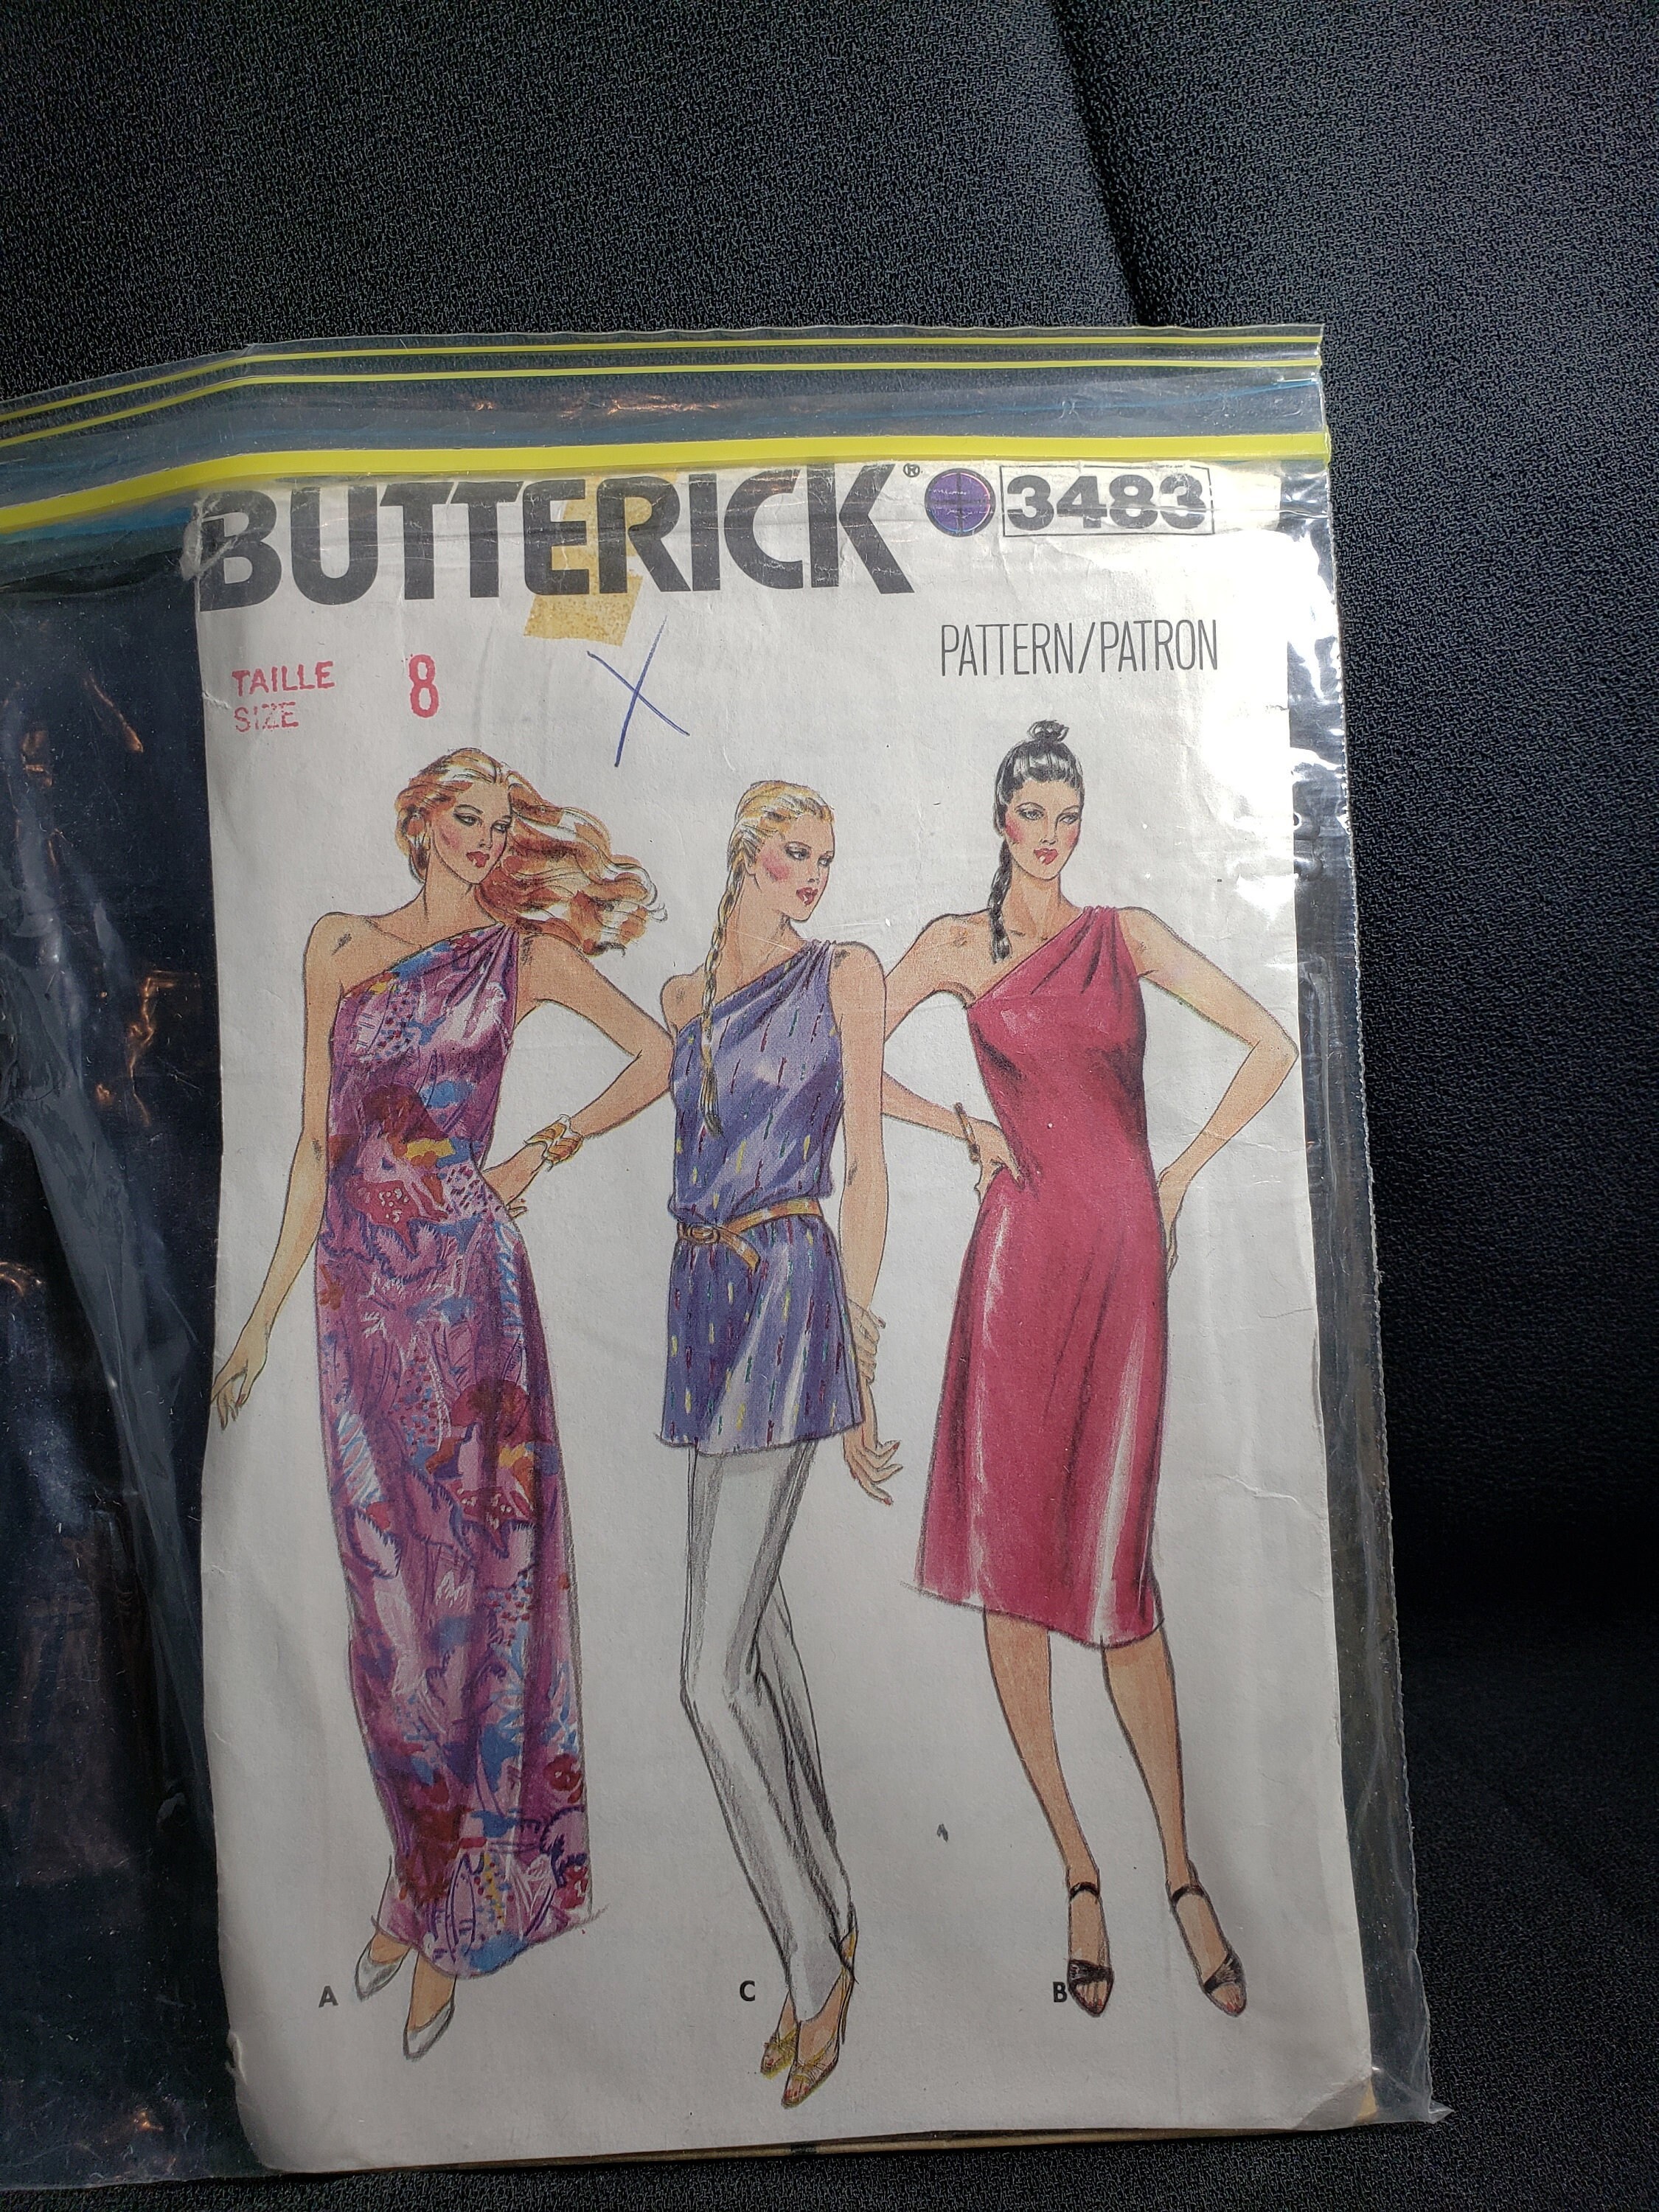 BUTTERICK® 3483
PATTERN/PATRON
TAILLE 8
SIZE
X
A
C
B